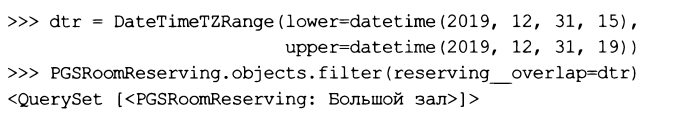 >>> dtr = DateTimeTZRange(lower=datetime(2019, 12, 31, 15),
                          upper=datetime(2019, 12, 31, 19))
>>> PGSRoomReserving.objects.filter(reserving__overlap=dtr)
<QuerySet [<PGSRoomReserving: Большой зал>]>